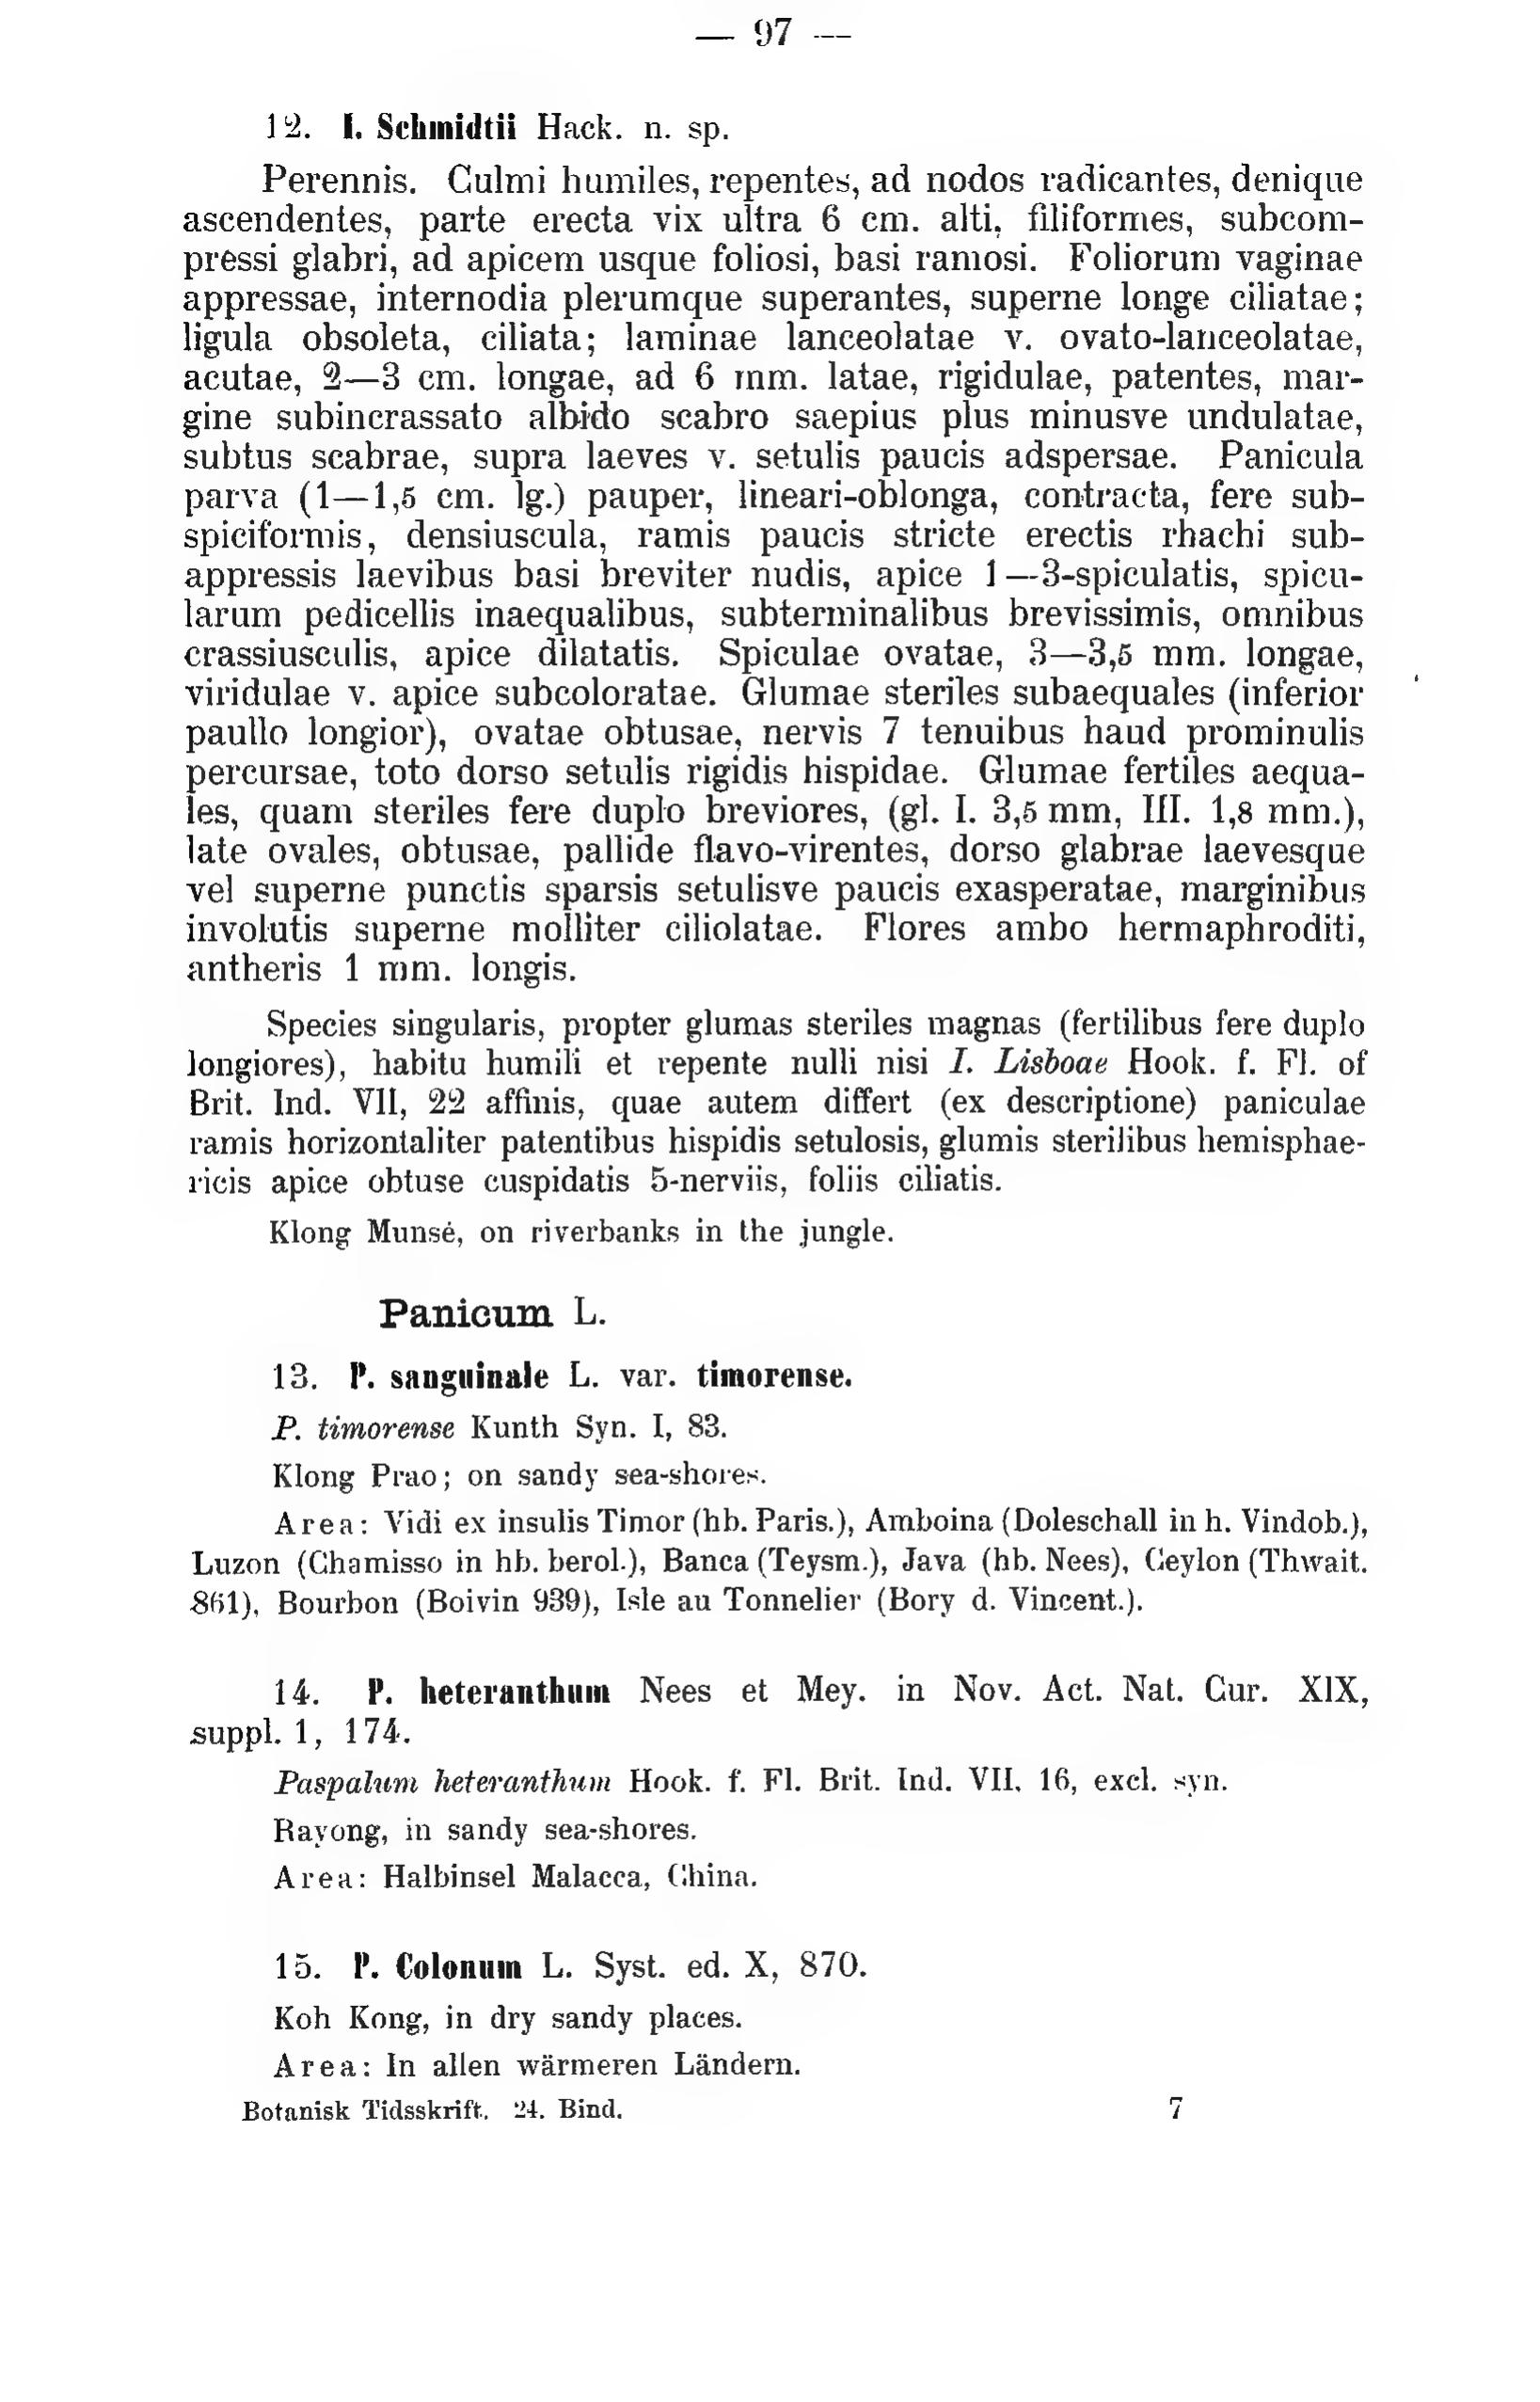 — 97 —
12. I. Schmidtii Hack. n. sp.
Perennis. Culmi humiles, repentes, ad nodos radicantes, denique
ascendentes, parte erecta vix ultra 6 cm. alti, filiformes, subcom-
pressi glabri, ad apicem usque foliosi, basi ramosi. Foliorum vaginae
appressae, internodia plerumque superantes, superne longe ciliatae;
ligula obsoleta, ciliata; laminae lanceolatae v. ovato-lanceolatae,
acutae, 2—3 cm. longae, ad 6 mm. latae, rigidulae, patentes, mar-
gine subincrassato albido scabro saepius plus minusve undulatae,
subtus scabrae, supra laeves v. setulis paucis adspersae. Panicula
parva (1—1,5 cm. lg.) pauper, lineari-oblonga, contracta, fere sub-
spiciformis, densiuscula, ramis paucis stricte erectis rhachi sub-
appressis laevibus basi breviter nudis, apice 1—3-spiculatis, spicu-
larum pedicellis inaequalibus, subterminalibus brevissimis, omnibus
crassiusculis, apice dilatatis. Spiculae ovatae, 3—3,5 mm. longae,
viridulae v. apice subcoloratae. Glumae steriles subaequales (inferior
paullo longior), ovatae obtusae, nervis 7 tenuibus haud prominulis
percursae, toto dorso setulis rigidis hispidae. Glumae fertiles aequa-
les, quam steriles fere duplo breviores, (gl. I. 3,5 mm, III. 1,8 mm.),
late ovales, obtusae, pallide flavo-virentes, dorso glabrae laevesque
vel superne punctis sparsis setulisve paucis exasperatae, marginibus
involutis superne molliter ciliolatae. Flores ambo hermaphroditi,
antheris 1 mm. longis.
Species singularis, propter glumas steriles magnas (fertilibus fere duplo
longiores), habitu humili et repente nulli nisi I. Lisboae Hook. f. Fl. of
Brit. Ind. VII, 22 affinis, quae autem differt (ex descriptione) paniculae
ramis horizontaliter patentibus hispidis setulosis, glumis sterilibus hemisphae-
ricis apice obtuse cuspidatis 5-nerviis, foliis ciliatis.
Klong Munsé, on riverbanks in the jungle.
Panicum L.
13. P. sanguinale L. var. timorense.
P. timorense Kunth Syn. I, 83.
Klong Prao; on sandy sea-shores.
Area: Vidi ex insulis Timor (hb. Paris.), Amboina (Doleschall in h. Vindob.),
Luzon (Chamisso in hb. berol.), Banca (Teysm.), Java (hb. Nees), Ceylon (Thwait.
861), Bourbon (Boivin 939), Isle au Tonnelier (Bory d. Vincent.).
14. P. heteranthum Nees et Mey. in Nov. Act. Nat. Cur. XIX,
suppl. 1, 174.
Paspalum heteranthum Hook. f. Fl. Brit. Ind. VII, 16, excl. syn.
Rayong, in sandy sea-shores.
Area: Halbinsel Malacca, China.
15. P. Colonum L. Syst. ed. X, 870.
Koh Kong, in dry sandy places.
Area: In allen wärmeren Ländern.
Botanisk Tidsskrift. 24. Bind. 7